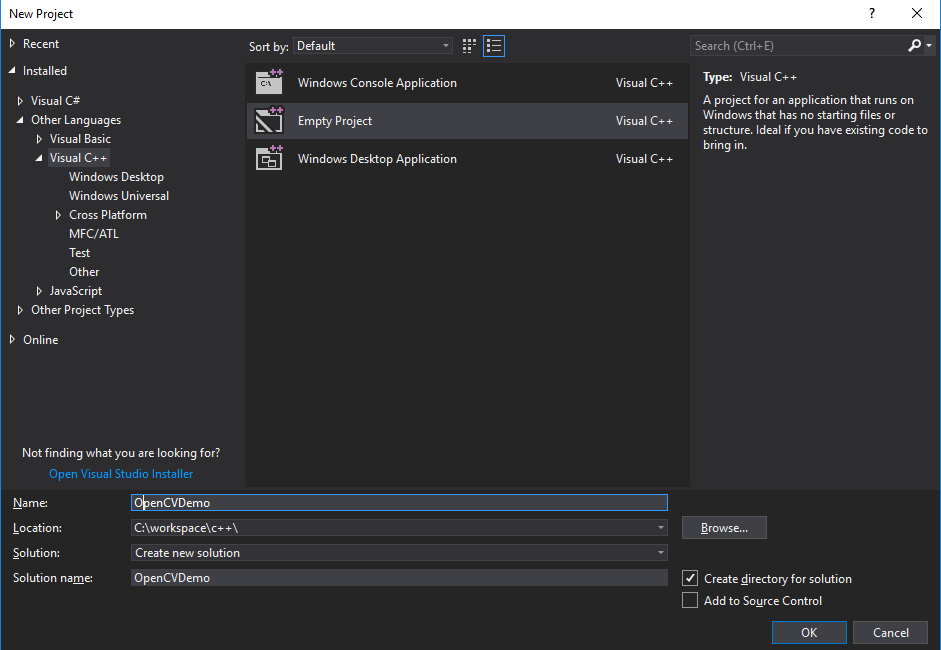 New Project
?
Recent
Installed
Visual C#
Other Languages
Visual Basic
Visual C++
Windows Desktop
Windows Universal
Cross Platform
MFC/ATL
Test
Other
JavaScript
Other Project Types
Online
Not finding what you are looking for?
Open Visual Studio Installer
Sort by: Default
Windows Console Application Visual C++
Empty Project Visual C++
Windows Desktop Application Visual C++
Search (Ctrl+E)
Type: Visual C++
A project for an application that runs on
Windows that has no starting files or
structure. Ideal if you have existing code to
bring in.
Name: OpenCVDemo
Location: C:\workspace\c++\
Browse...
Solution: Create new solution
Solution name: OpenCVDemo
Create directory for solution
Add to Source Control
OK Cancel